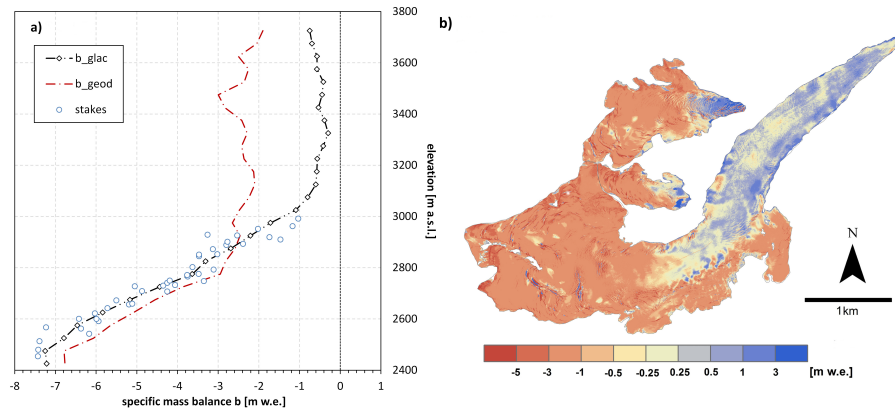 a)
b_glac
b_geod
stakes
3800
3600
3400
3200
3000
2800
2600
2400
elevation [m a.s.l.]
-8 -7 -6 -5 -4 -3 -2 -1 0 1
specific mass balance b [m w.e.]
b)
N
1km
-5 -3 -1 -0.5 -0.25 0.25 0.5 1 3 [m w.e.]